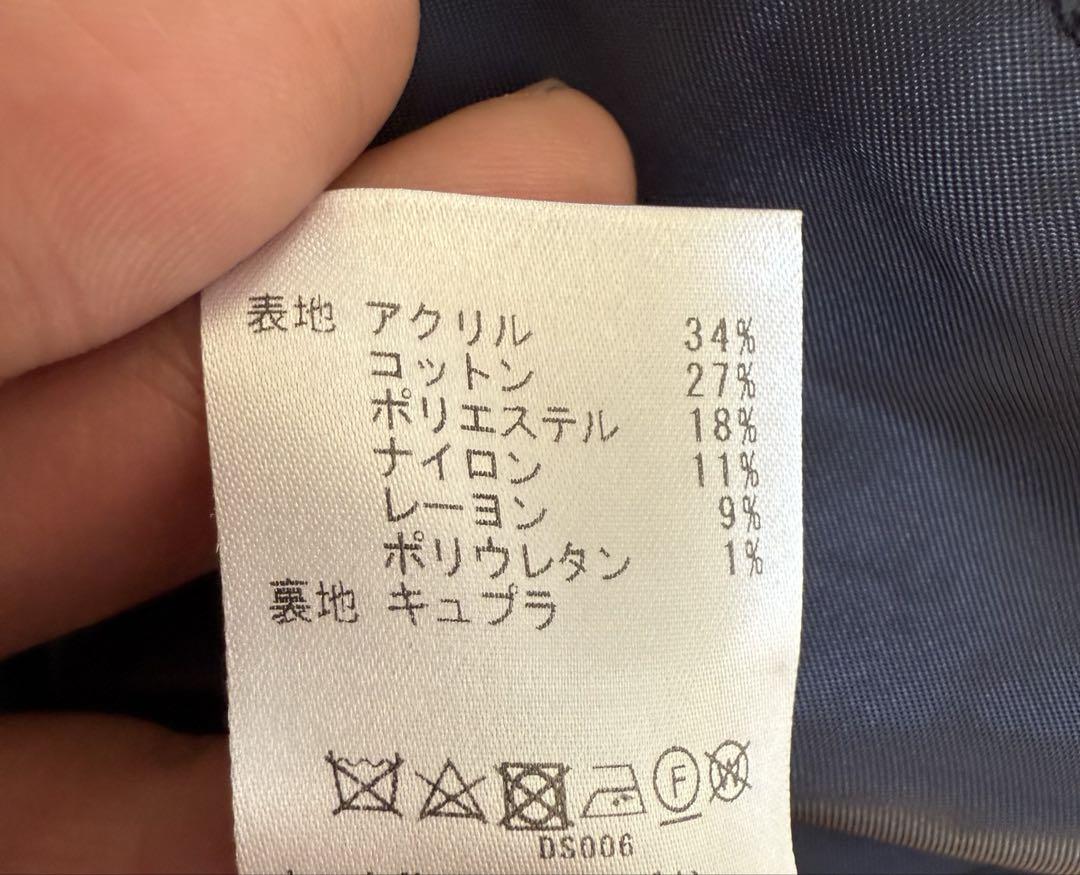 表地 アクリル 34%
コットン 27%
ポリエステル 18%
ナイロン 11%
レーヨン 9%
ポリウレタン 1%
裏地 キュプラ
F W
DS006